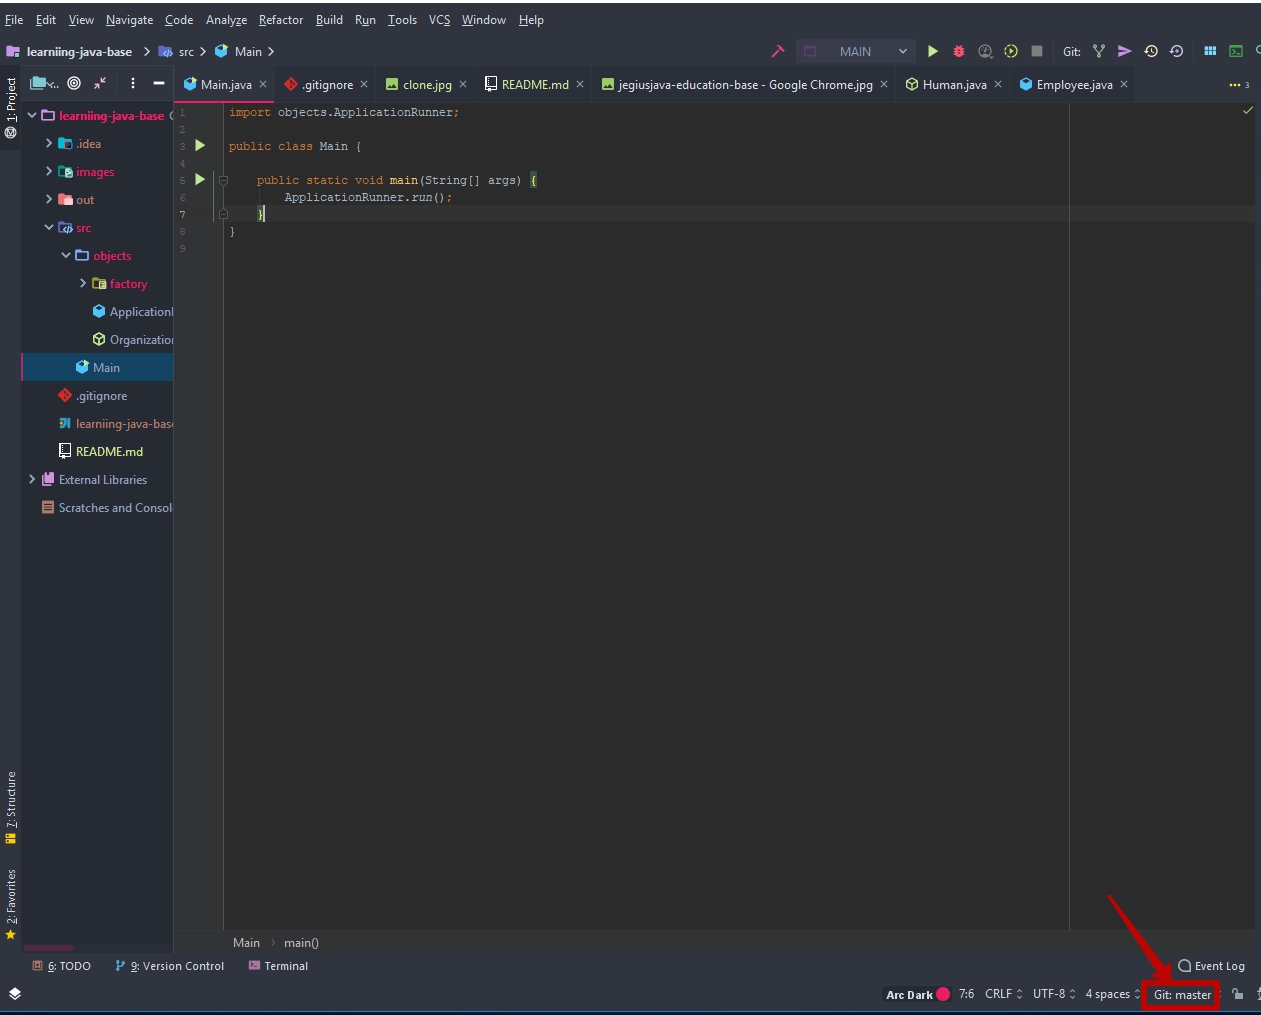 File Edit View Navigate Code Analyze Refactor Build Run Tools VCS Window Help
learniing-java-base src Main MAIN Git:
1: Project
Main.java .gitignore clone.jpg README.md jegiusjava-education-base - Google Chrome.jpg Human.java Employee.java 3
learniing-java-base
.idea
images
out
src
objects
factory
Application
Organization
Main
.gitignore
learniing-java-base
README.md
External Libraries
Scratches and Consol
1 import objects.ApplicationRunner;
2
3 public class Main {
4
5 public static void main(String[] args) {
6 ApplicationRunner.run();
7 }
8 }
9
7: Structure
2: Favorites
Main main()
6: TODO 9: Version Control Terminal Event Log
Arc Dark 7:6 CRLF UTF-8 4 spaces Git: master